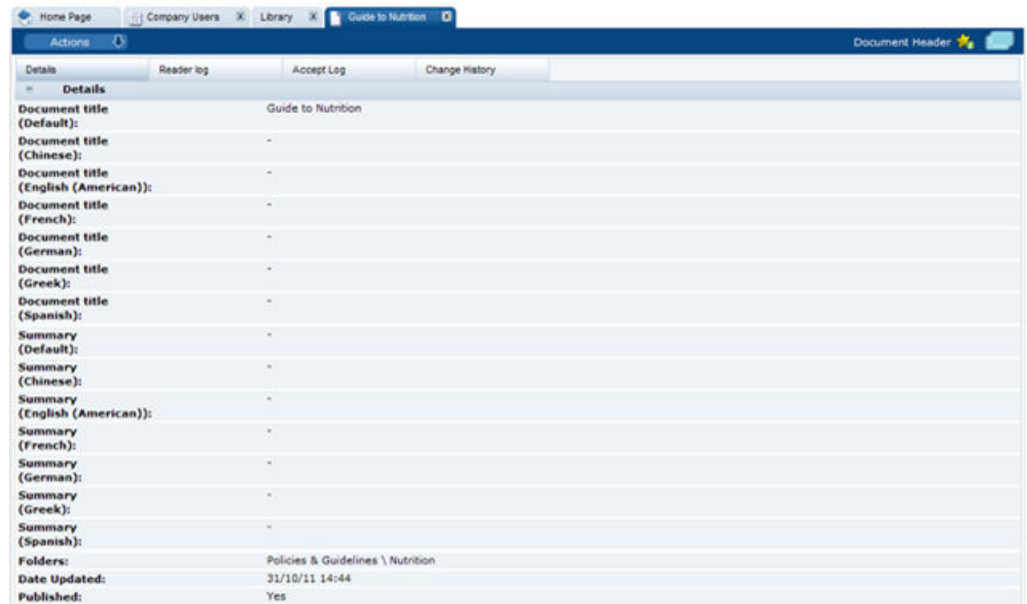 Home Page Company Users X Library X Guide to Nutrition X
Actions Document Header
Details Reader log Accept Log Change History
Details
Document title Guide to Nutrition
(Default):
Document title -
(Chinese):
Document title -
(English (American)):
Document title -
(French):
Document title -
(German):
Document title -
(Greek):
Document title -
(Spanish):
Summary -
(Default):
Summary -
(Chinese):
Summary -
(English (American)):
Summary -
(French):
Summary -
(German):
Summary -
(Greek):
Summary -
(Spanish):
Folders: Policies & Guidelines \ Nutrition
Date Updated: 31/10/11 14:44
Published: Yes